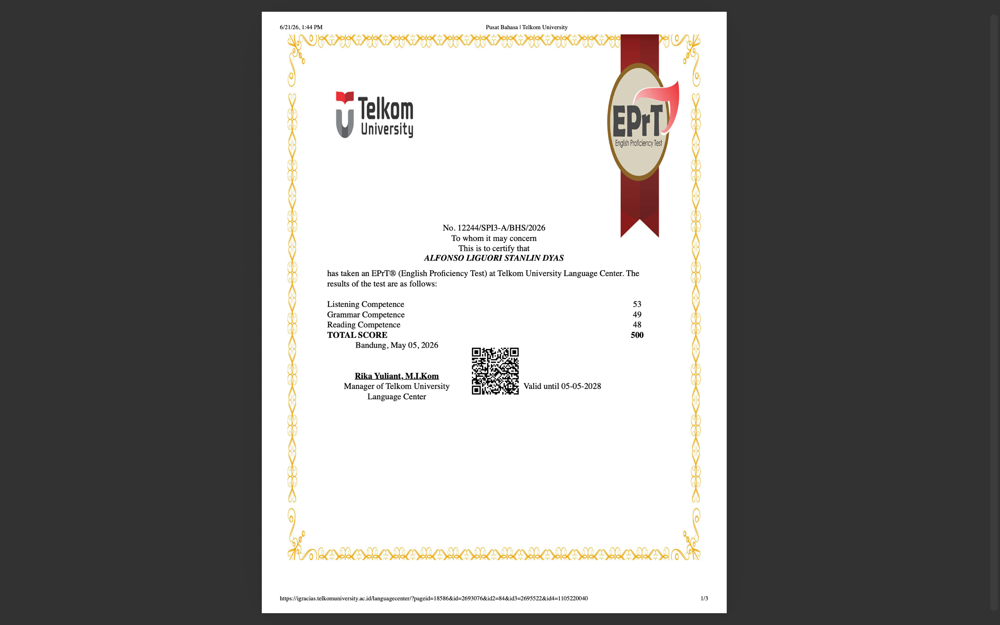 6/21/26, 1:44 PM
Pusat Bahasa | Telkom University
Telkom
University
EPrT
English Proficiency Test
No. 12244/SPI3-A/BHS/2026
To whom it may concern
This is to certify that
ALFONSO LIGUORI STANLIN DYAS
has taken an EPrT® (English Proficiency Test) at Telkom University Language Center. The
results of the test are as follows:
Listening Competence 53
Grammar Competence 49
Reading Competence 48
TOTAL SCORE 500
Bandung, May 05, 2026
Rika Yuliant, M.I.Kom
Manager of Telkom University
Language Center
Valid until 05-05-2028
https://igracias.telkomuniversity.ac.id/languagecenter/?pageid=18586&id=2693076&id2=84&id3=2695522&id4=1105220040
1/3